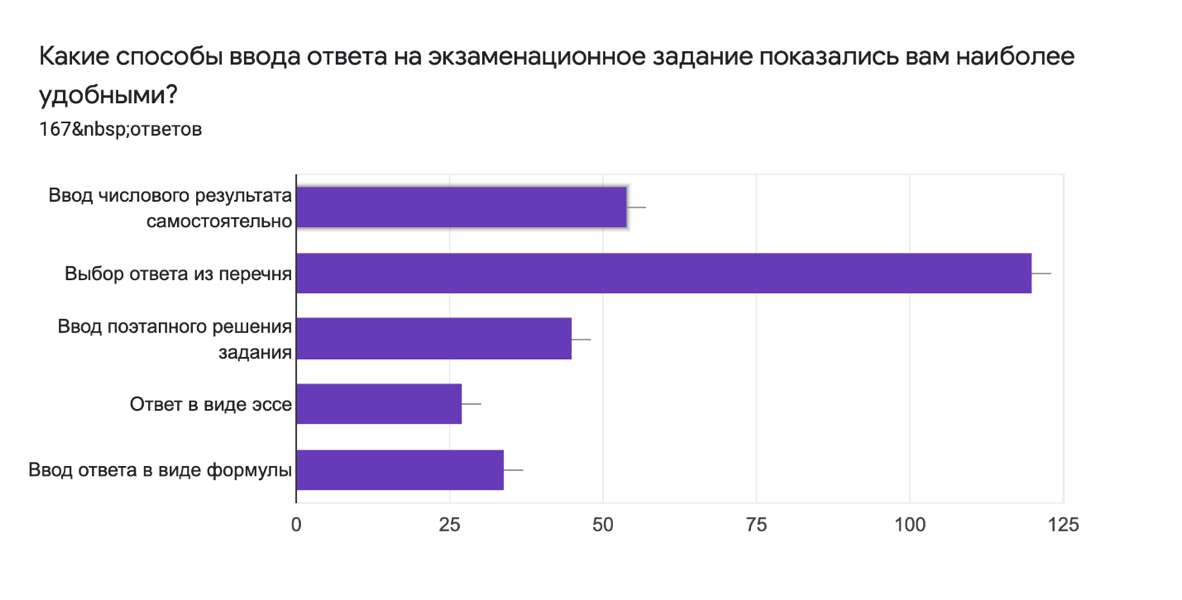 Какие способы ввода ответа на экзаменационное задание показались вам наиболее
удобными?
167&nbsp;ответов
Ввод числового результата
самостоятельно
Выбор ответа из перечня
Ввод поэтапного решения
задания
Ответ в виде эссе
Ввод ответа в виде формулы
0 25 50 75 100 125